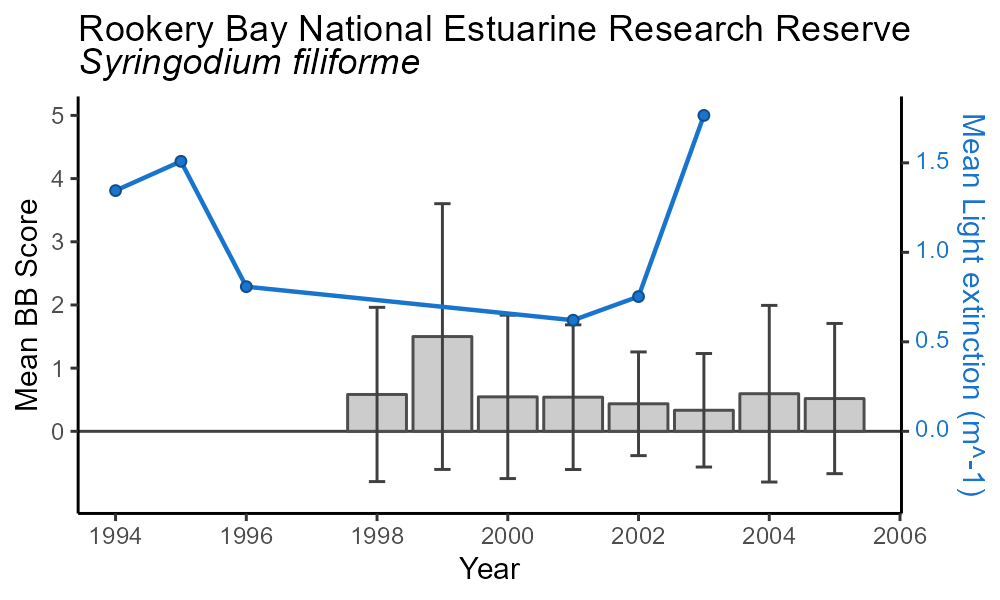 Rookery Bay National Estuarine Research Reserve
Syringodium filiforme
Mean BB Score
5
4
3
2
1
0
1.5
1.0
0.5
0.0
Mean Light extinction (m^-1)
1994 1996 1998 2000 2002 2004 2006
Year